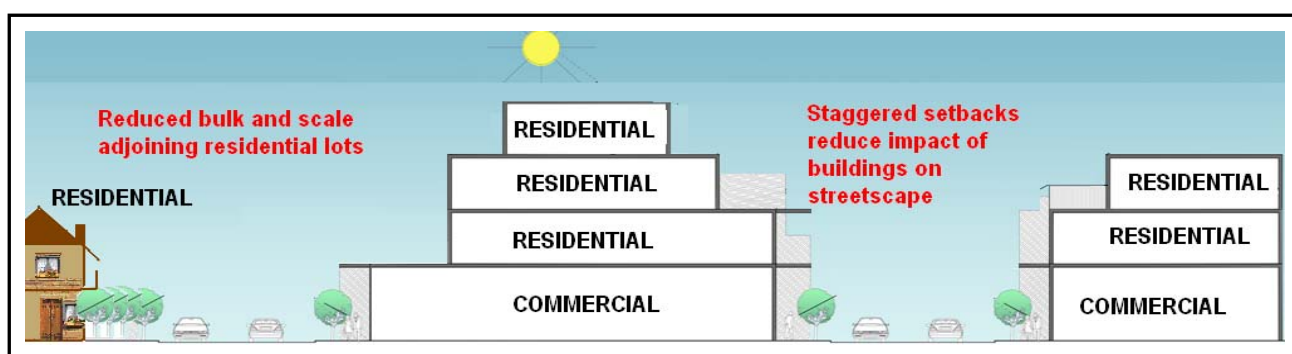 Reduced bulk and scale
adjoining residential lots
RESIDENTIAL
RESIDENTIAL
RESIDENTIAL
RESIDENTIAL
COMMERCIAL
Staggered setbacks
reduce impact of
buildings on
streetscape
RESIDENTIAL
RESIDENTIAL
COMMERCIAL